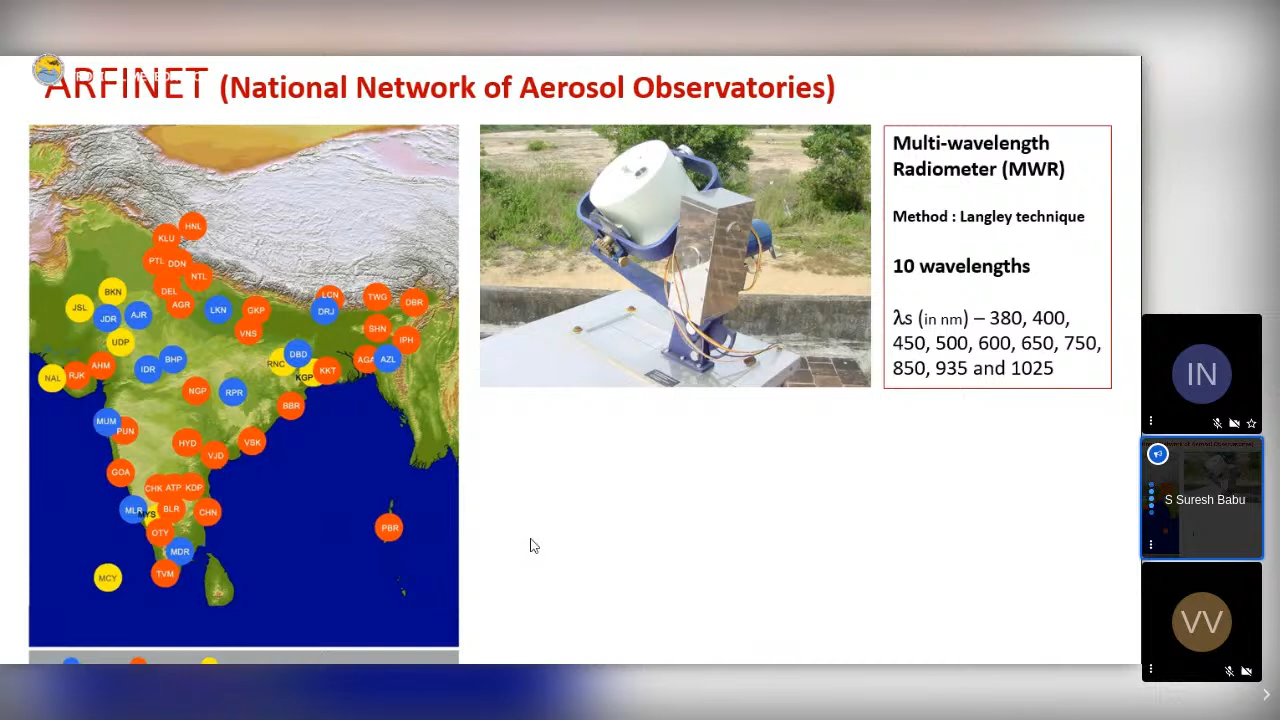 ARFINET (National Network of Aerosol Observatories)
HNL
KLU
PTL
DDN
NTL
DEL
BKN
JSL
AGR
LKN
GKP
LCN
TWG
DBR
JDR
AJR
DRJ
VNS
SHN
IPH
UDP
DBD
BHP
IDR
RNC
AGA
AZL
NAL
RJK
AHM
KGP
KKT
NGP
RPR
BBR
MUM
PUN
HYD
VSK
VJD
GOA
CHK
ATP
KDP
MLR
MYS
BLR
CHN
OTY
PBR
MDR
TVM
MCY
Multi-wavelength
Radiometer (MWR)
Method : Langley technique
10 wavelengths
λs (in nm) – 380, 400,
450, 500, 600, 650, 750,
850, 935 and 1025
IN
S Suresh Babu
VV